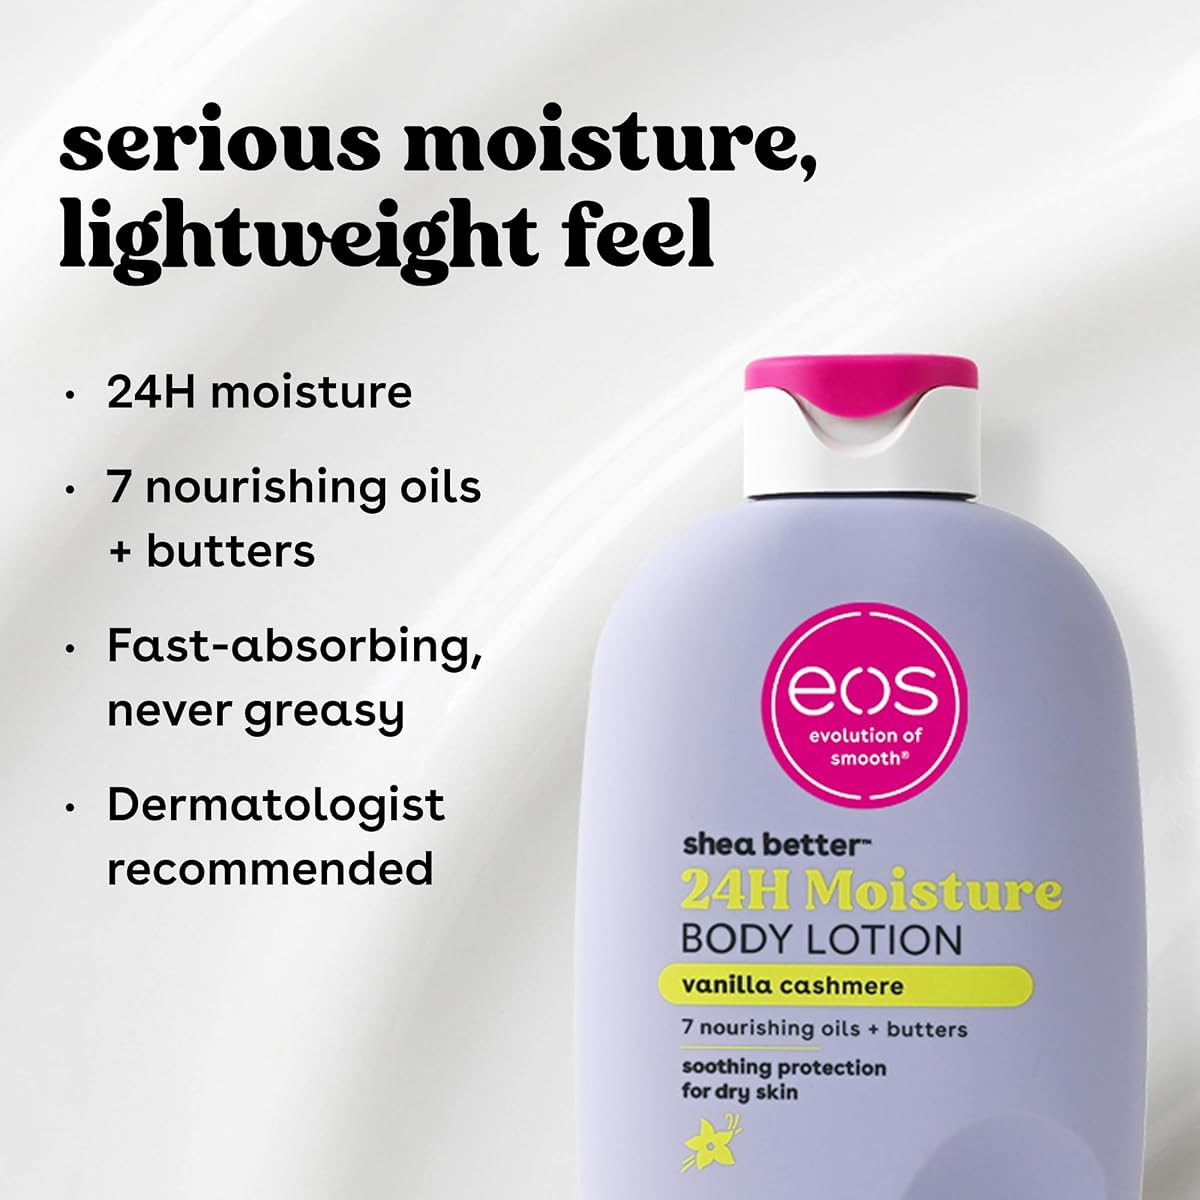 serious moisture,
lightweight feel
• 24H moisture
• 7 nourishing oils
+ butters
• Fast-absorbing,
never greasy
• Dermatologist
recommended
eos
evolution of
smooth®
shea better™
24H Moisture
BODY LOTION
vanilla cashmere
7 nourishing oils + butters
soothing protection
for dry skin